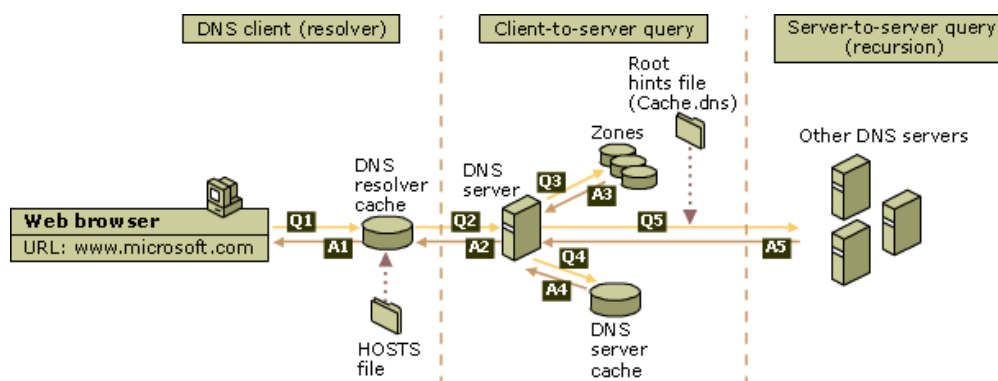 DNS client (resolver)
Client-to-server query
Server-to-server query
(recursion)
Root
hints file
(Cache.dns)
Zones
Other DNS servers
DNS
resolver
cache
DNS
server
Q3
A3
Web browser
URL: www.microsoft.com
Q1
A1
Q2
A2
Q5
A5
Q4
A4
HOSTS
file
DNS
server
cache